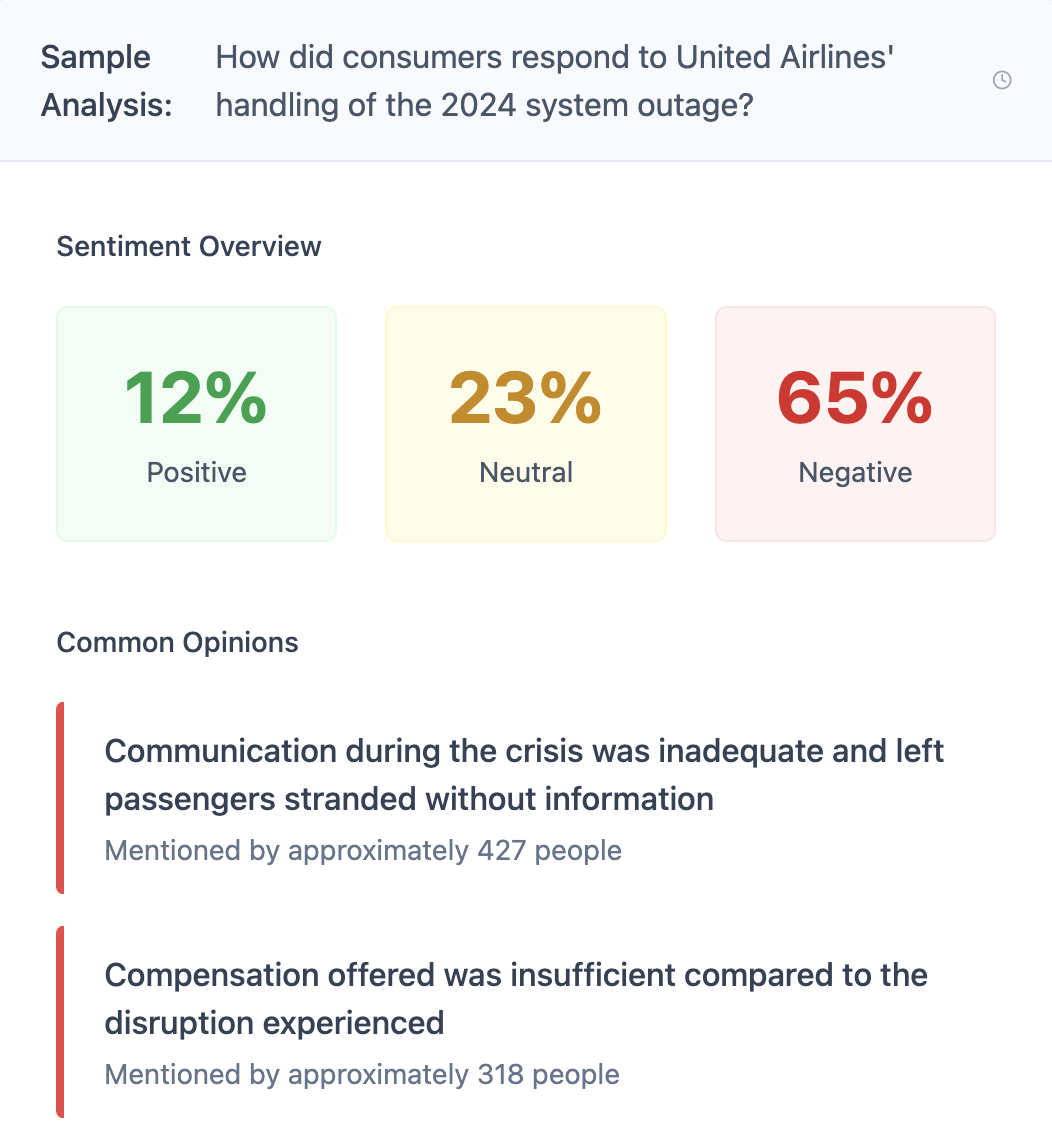 Sample
Analysis:
How did consumers respond to United Airlines'
handling of the 2024 system outage?
Sentiment Overview
12%
Positive
23%
Neutral
65%
Negative
Common Opinions
Communication during the crisis was inadequate and left
passengers stranded without information
Mentioned by approximately 427 people
Compensation offered was insufficient compared to the
disruption experienced
Mentioned by approximately 318 people